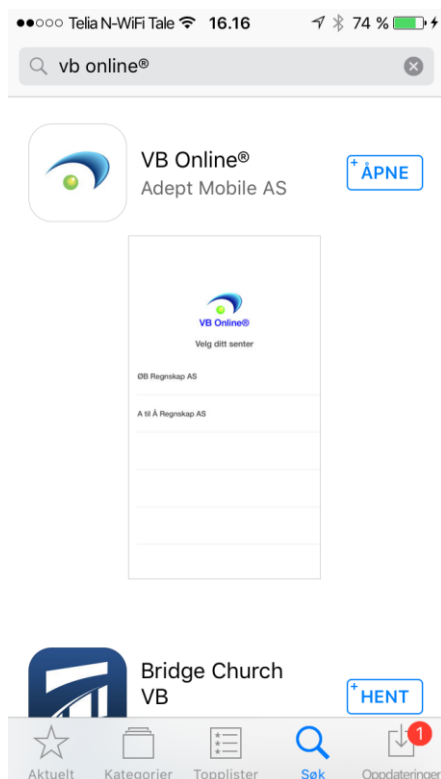 Telia N-WiFi Tale 16.16 74 %
vb online®
VB Online®
Adept Mobile AS
+ÅPNE
VB Online®
Velg ditt senter
ØB Regnskap AS
A til Å Regnskap AS
Bridge Church
VB
+HENT
1
Aktuelt Kategorier Topplister Søk Oppdateringer